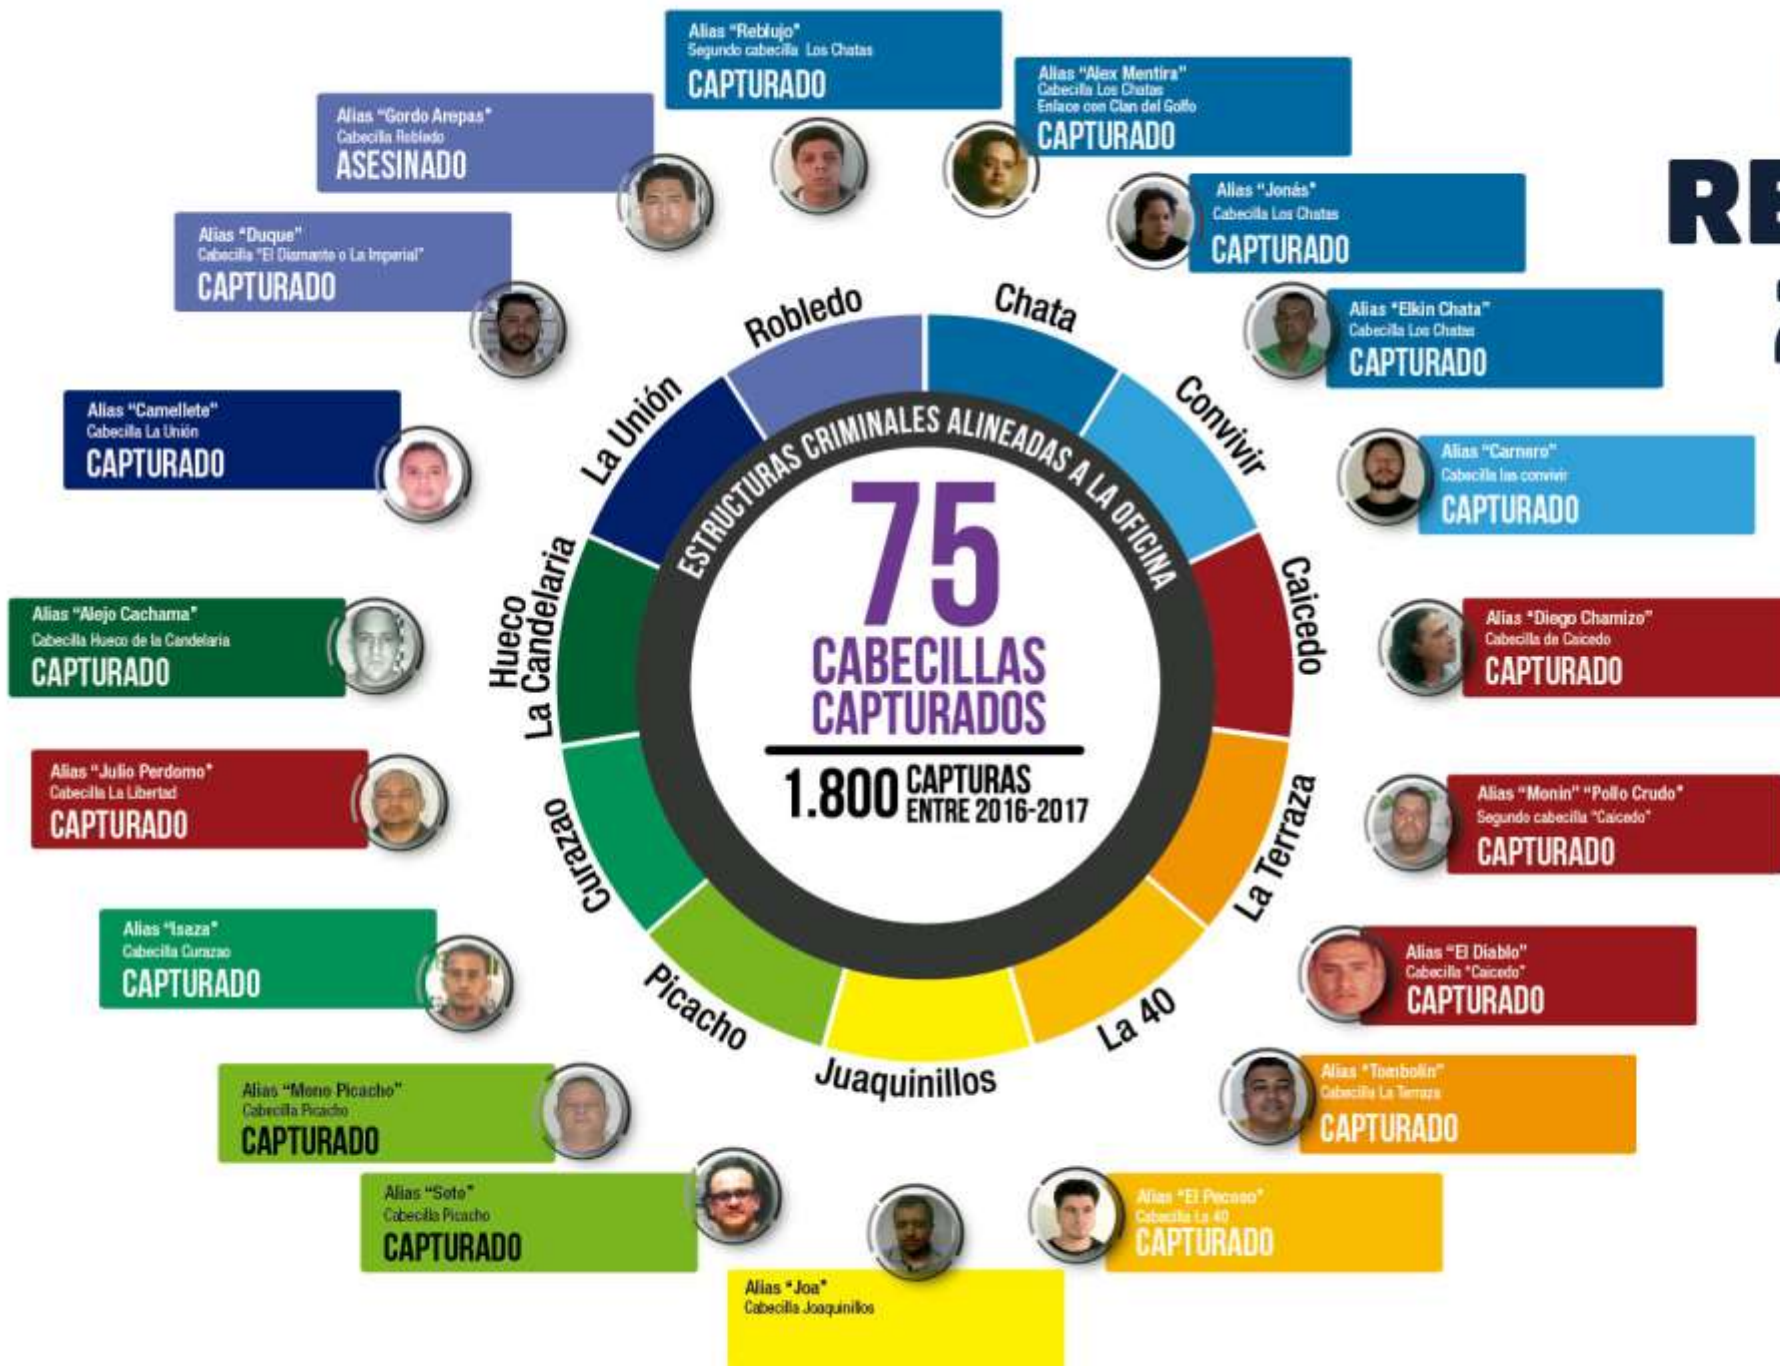 Alias "Reblujo"
Segundo cabecilla Los Chatas
CAPTURADO
Alias "Alex Mentira"
Cabecilla Los Chatas
Enlace con Clan del Golfo
CAPTURADO
Alias "Jonás"
Cabecilla Los Chatas
CAPTURADO
Alias "Elkin Chata"
Cabecilla Los Chatas
CAPTURADO
Alias "Carnero"
Cabecilla las convivir
CAPTURADO
Alias "Diego Chamizo"
Cabecilla de Caicedo
CAPTURADO
Alias "Monin" "Pollo Crudo"
Segundo cabecilla "Caicedo"
CAPTURADO
Alias "El Diablo"
Cabecilla "Caicedo"
CAPTURADO
Alias "Tombolin"
Cabecilla La Terraza
CAPTURADO
Alias "El Pecoso"
Cabecilla La 40
CAPTURADO
Alias "Joa"
Cabecilla Joaquinillos
Alias "Soto"
Cabecilla Picacho
CAPTURADO
Alias "Mono Picacho"
Cabecilla Picacho
CAPTURADO
Alias "Isaza"
Cabecilla Curazao
CAPTURADO
Alias "Julio Perdomo"
Cabecilla La Libertad
CAPTURADO
Alias "Alejo Cachama"
Cabecilla Hueco de la Candelaria
CAPTURADO
Alias "Camellete"
Cabecilla La Unión
CAPTURADO
Alias "Duque"
Cabecilla "El Diamante o La Imperial"
CAPTURADO
Alias "Gordo Arepas"
Cabecilla Robledo
ASESINADO
Chata
Convivir
Caicedo
La Terraza
La 40
Juaquinillos
Picacho
Curazao
Hueco
La Candelaria
La Unión
Robledo
ESTRUCTURAS CRIMINALES ALINEADAS A LA OFICINA
75
CABECILLAS
CAPTURADOS
1.800 CAPTURAS
ENTRE 2016-2017
RE